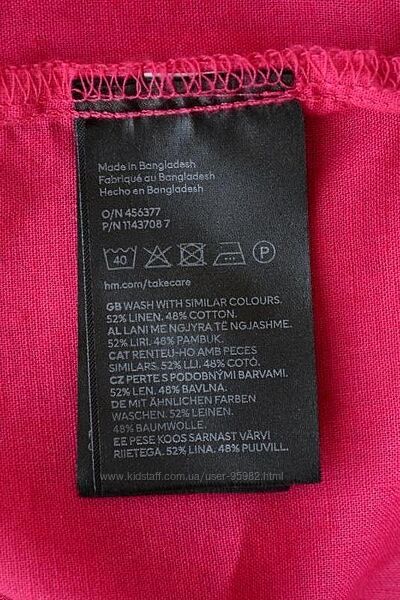 Made in Bangladesh
Fabriqué au Bangladesh
Hecho en Bangladesh
O/N 456377
P/N 1143708 7
40
P
hm.com/takecare
GB WASH WITH SIMILAR COLOURS.
52% LINEN. 48% COTTON.
AL LANI ME NGJYRA TË NGJASHME.
52% LIRI. 48% PAMBUK.
CAT RENTEU-HO AMB PECES
SIMILARS. 52% LLI. 48% COTÓ.
CZ PERTE S PODOBNÝMI BARVAMI.
52% LEN. 48% BAVLNA.
DE MIT ÄHNLICHEN FARBEN
WASCHEN. 52% LEINEN.
48% BAUMWOLLE.
EE PESE KOOS SARNAST VÄRVI
RIIETEGA. 52% LINA. 48% PUUVILL.
www.kidstaff.com.ua/user-95982.html